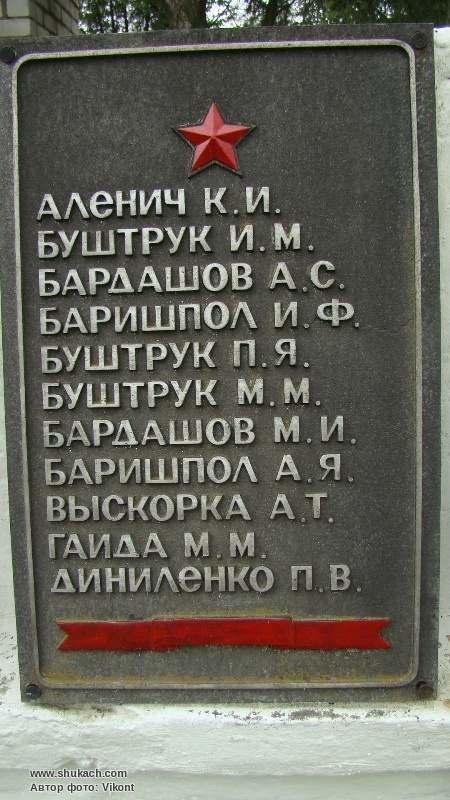 АЛЕНИЧ К.И.
БУШТРУК И.М.
БАРДАШОВ А.С.
БАРИШПОЛ И.Ф.
БУШТРУК П.Я.
БУШТРУК М.М.
БАРДАШОВ М.И.
БАРИШПОЛ А.Я.
ВЫСКОРКА А.Т.
ГАИДА М.М.
ДИНИЛЕНКО П.В.
www.shukach.com
Автор фото: Vikont